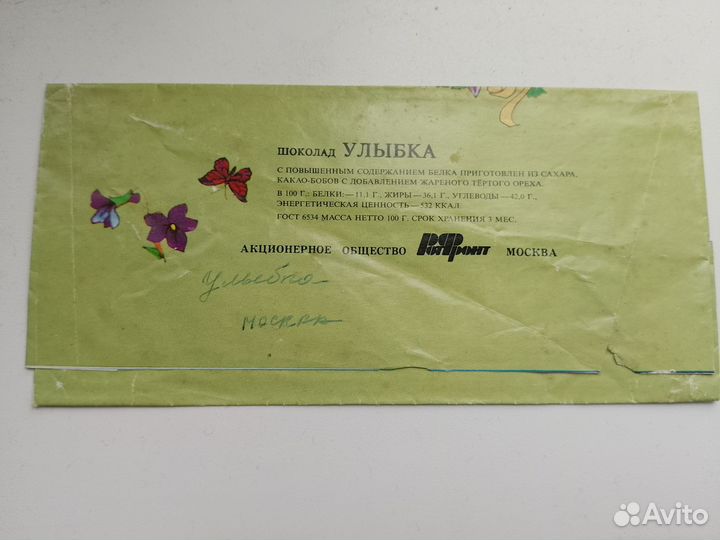 ШОКОЛАД УЛЫБКА
С ПОВЫШЕННЫМ СОДЕРЖАНИЕМ БЕЛКА ПРИГОТОВЛЕН ИЗ САХАРА,
КАКАО-БОБОВ С ДОБАВЛЕНИЕМ ЖАРЕНОГО ТЁРТОГО ОРЕХА.
В 100 Г.: БЕЛКИ:—11,1 Г., ЖИРЫ—36,1 Г., УГЛЕВОДЫ—42,0 Г.,
ЭНЕРГЕТИЧЕСКАЯ ЦЕННОСТЬ—532 ККАЛ.
ГОСТ 6534 МАССА НЕТТО 100 Г. СРОК ХРАНЕНИЯ 3 МЕС.
АКЦИОНЕРНОЕ ОБЩЕСТВО РОТ ФРОНТ МОСКВА
Улыбка
москва
Avito